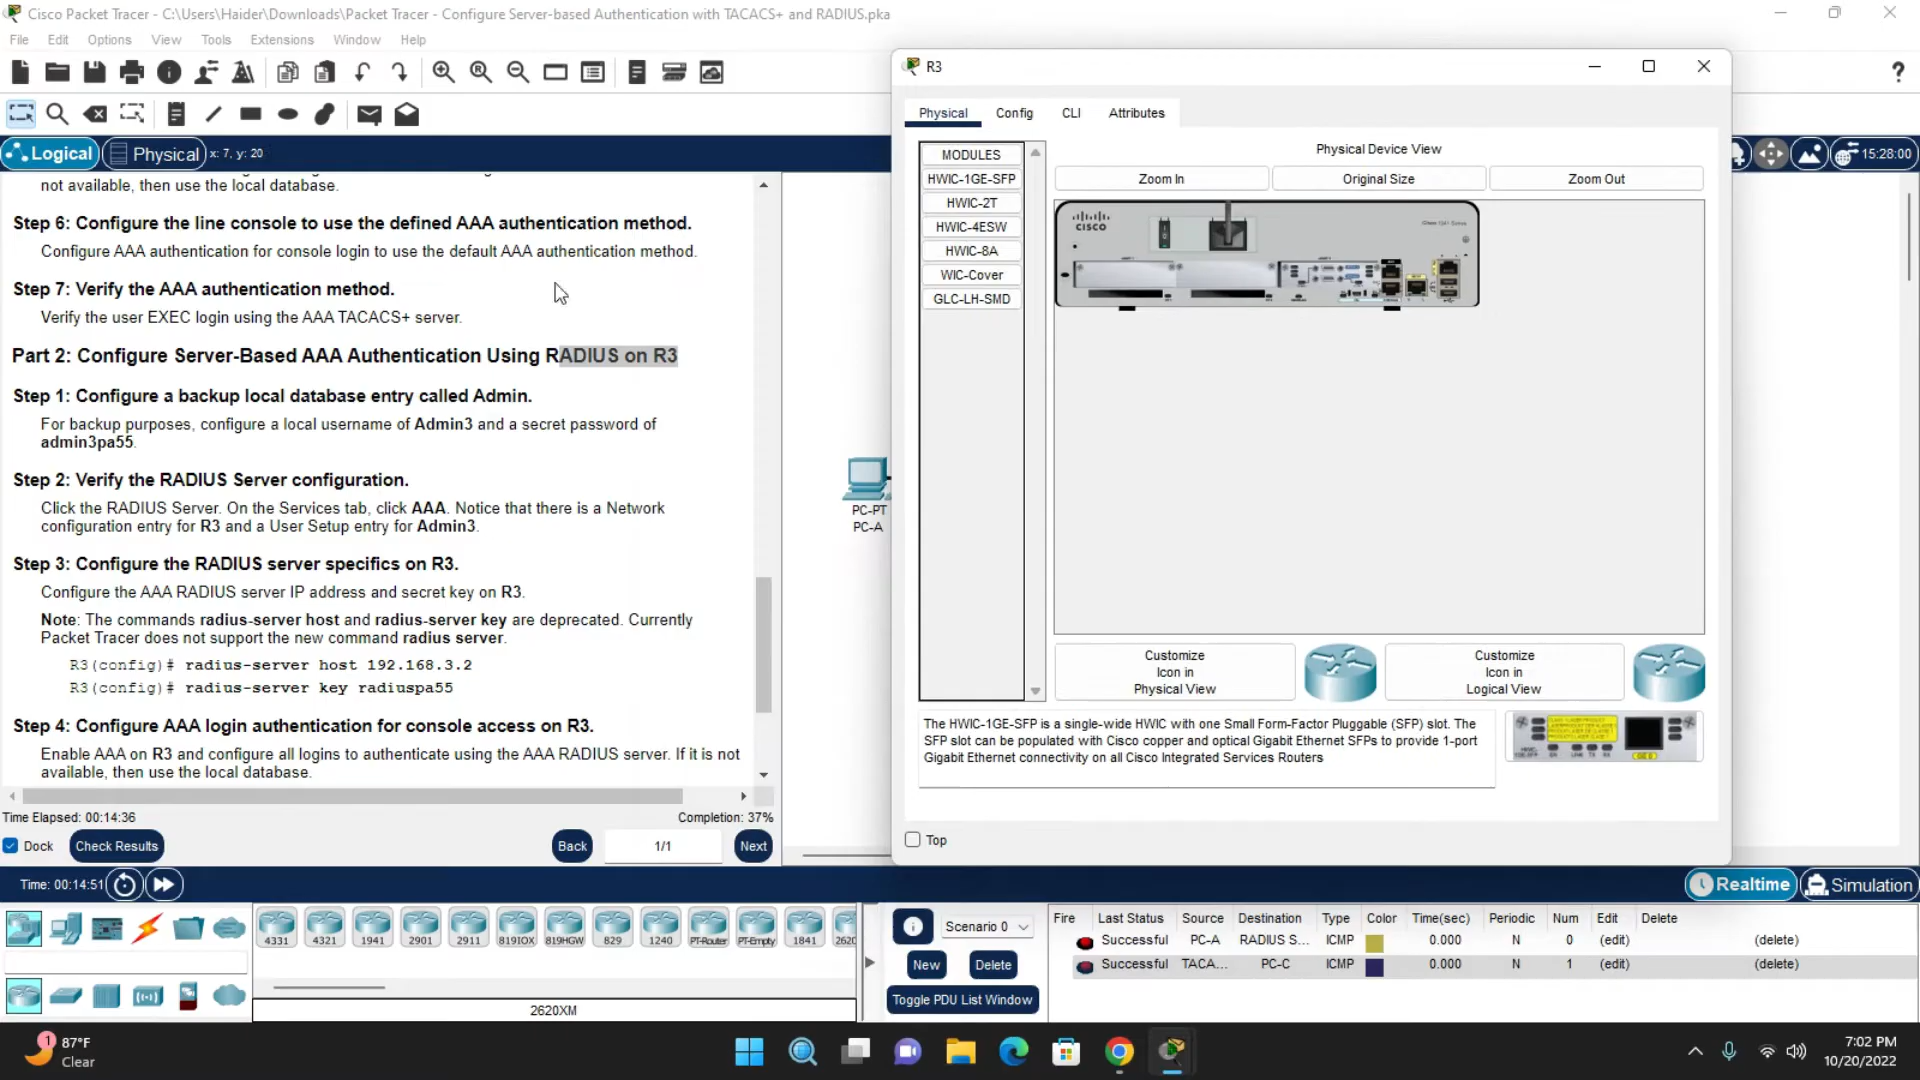 Cisco Packet Tracer - C:\Users\Haider\Downloads\Packet Tracer - Configure Server-based Authentication with TACACS+ and RADIUS.pka
File Edit Options View Tools Extensions Window Help
Logical Physical x: 7, y: 20
15:28:00
not available, then use the local database.
Step 6: Configure the line console to use the defined AAA authentication method.
Configure AAA authentication for console login to use the default AAA authentication method.
Step 7: Verify the AAA authentication method.
Verify the user EXEC login using the AAA TACACS+ server.
Part 2: Configure Server-Based AAA Authentication Using RADIUS on R3
Step 1: Configure a backup local database entry called Admin.
For backup purposes, configure a local username of Admin3 and a secret password of
admin3pa55.
Step 2: Verify the RADIUS Server configuration.
Click the RADIUS Server. On the Services tab, click AAA. Notice that there is a Network
configuration entry for R3 and a User Setup entry for Admin3.
Step 3: Configure the RADIUS server specifics on R3.
Configure the AAA RADIUS server IP address and secret key on R3.
Note: The commands radius-server host and radius-server key are deprecated. Currently
Packet Tracer does not support the new command radius server.
R3(config)# radius-server host 192.168.3.2
R3(config)# radius-server key radiuspa55
Step 4: Configure AAA login authentication for console access on R3.
Enable AAA on R3 and configure all logins to authenticate using the AAA RADIUS server. If it is not
available, then use the local database.
Time Elapsed: 00:14:36 Completion: 37%
Dock Check Results Back 1/1 Next
PC-PT
PC-A
R3
Physical Config CLI Attributes
MODULES
HWIC-1GE-SFP
HWIC-2T
HWIC-4ESW
HWIC-8A
WIC-Cover
GLC-LH-SMD
Physical Device View
Zoom In Original Size Zoom Out
CISCO
Customize
Icon in
Physical View
Customize
Icon in
Logical View
The HWIC-1GE-SFP is a single-wide HWIC with one Small Form-Factor Pluggable (SFP) slot. The
SFP slot can be populated with Cisco copper and optical Gigabit Ethernet SFPs to provide 1-port
Gigabit Ethernet connectivity on all Cisco Integrated Services Routers
Top
Time: 00:14:51
Realtime Simulation
4331 4321 1941 2901 2911 819IOX 819HGW 829 1240 PT-Router PT-Empty 1841 2620
2620XM
Scenario 0
New Delete
Toggle PDU List Window
Fire Last Status Source Destination Type Color Time(sec) Periodic Num Edit Delete
Successful PC-A RADIUS S... ICMP 0.000 N 0 (edit) (delete)
Successful TACA... PC-C ICMP 0.000 N 1 (edit) (delete)
1
87°F
Clear
7:02 PM
10/20/2022